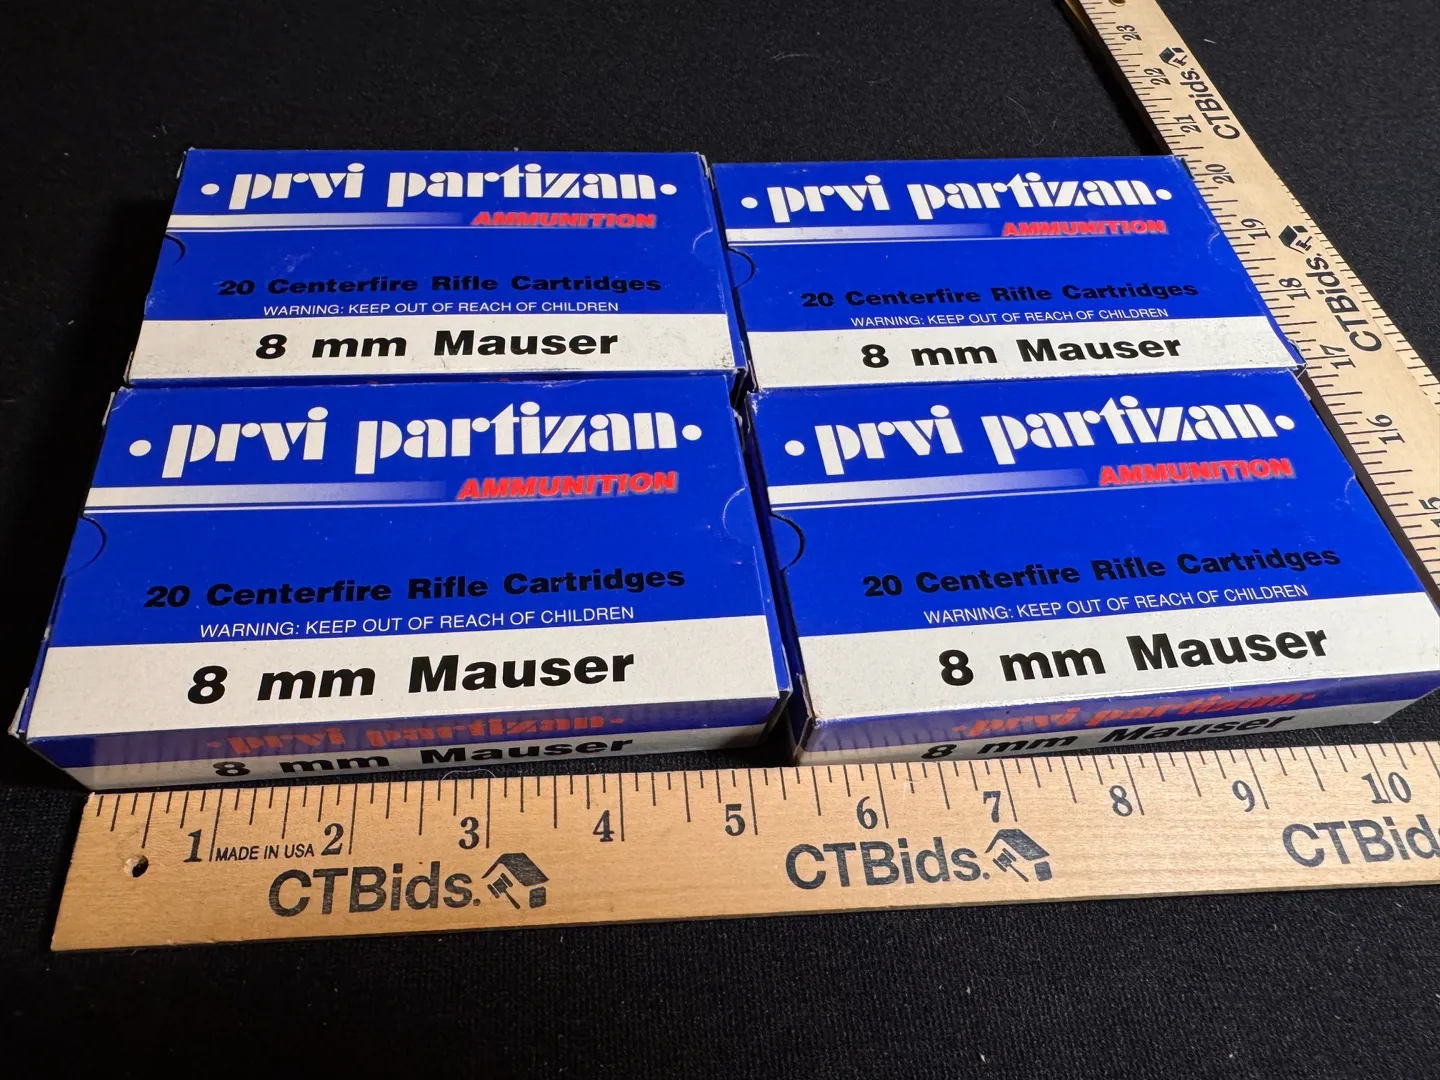 • prvi partizan •
AMMUNITION
20 Centerfire Rifle Cartridges
WARNING: KEEP OUT OF REACH OF CHILDREN
8 mm Mauser
• prvi partizan •
AMMUNITION
20 Centerfire Rifle Cartridges
WARNING: KEEP OUT OF REACH OF CHILDREN
8 mm Mauser
• prvi partizan •
AMMUNITION
20 Centerfire Rifle Cartridges
WARNING: KEEP OUT OF REACH OF CHILDREN
8 mm Mauser
• prvi partizan •
8 mm Mauser
• prvi partizan •
AMMUNITION
20 Centerfire Rifle Cartridges
WARNING: KEEP OUT OF REACH OF CHILDREN
8 mm Mauser
• prvi partizan •
8 mm Mauser
1 MADE IN USA 2 3 4 5 6 7 8 9 10
CTBids. CTBids. CTBid
23 22 21 20 19 18 17 16 15
CTBids. CTBids.